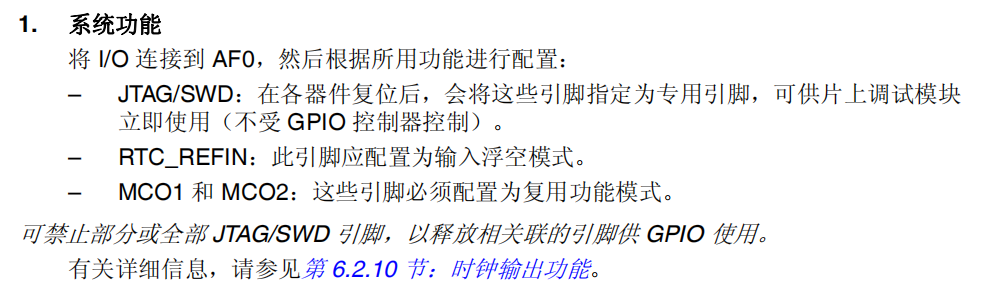 1. 系统功能
将 I/O 连接到 AF0，然后根据所用功能进行配置：
– JTAG/SWD：在各器件复位后，会将这些引脚指定为专用引脚，可供片上调试模块
立即使用（不受 GPIO 控制器控制）。
– RTC_REFIN：此引脚应配置为输入浮空模式。
– MCO1 和 MCO2：这些引脚必须配置为复用功能模式。
可禁止部分或全部 JTAG/SWD 引脚，以释放相关联的引脚供 GPIO 使用。
有关详细信息，请参见第 6.2.10 节：时钟输出功能。